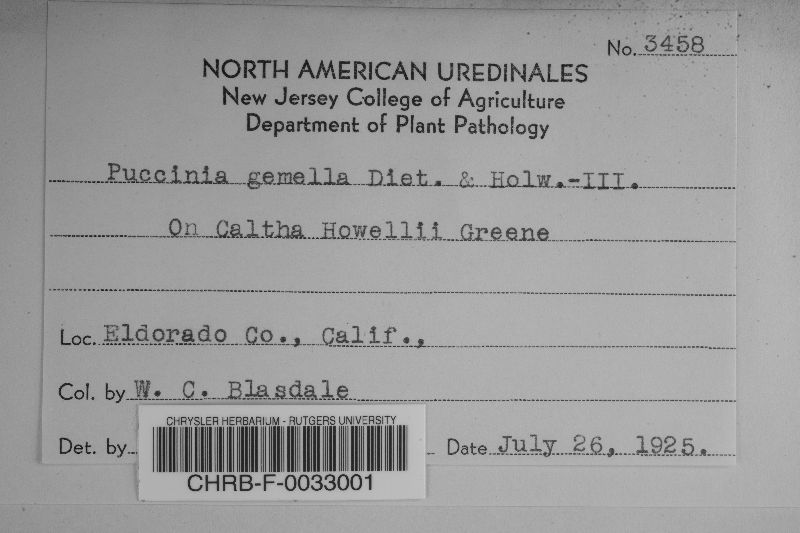 No. 3458
NORTH AMERICAN UREDINALES
New Jersey College of Agriculture
Department of Plant Pathology
Puccinia gemella Diet. & Holw.-III.
On Caltha Howellii Greene
Loc. Eldorado Co., Calif.,
Col. by W. C. Blasdale
CHRYSLER HERBARIUM - RUTGERS UNIVERSITY
Det. by Date July 26, 1925.
CHRB-F-0033001